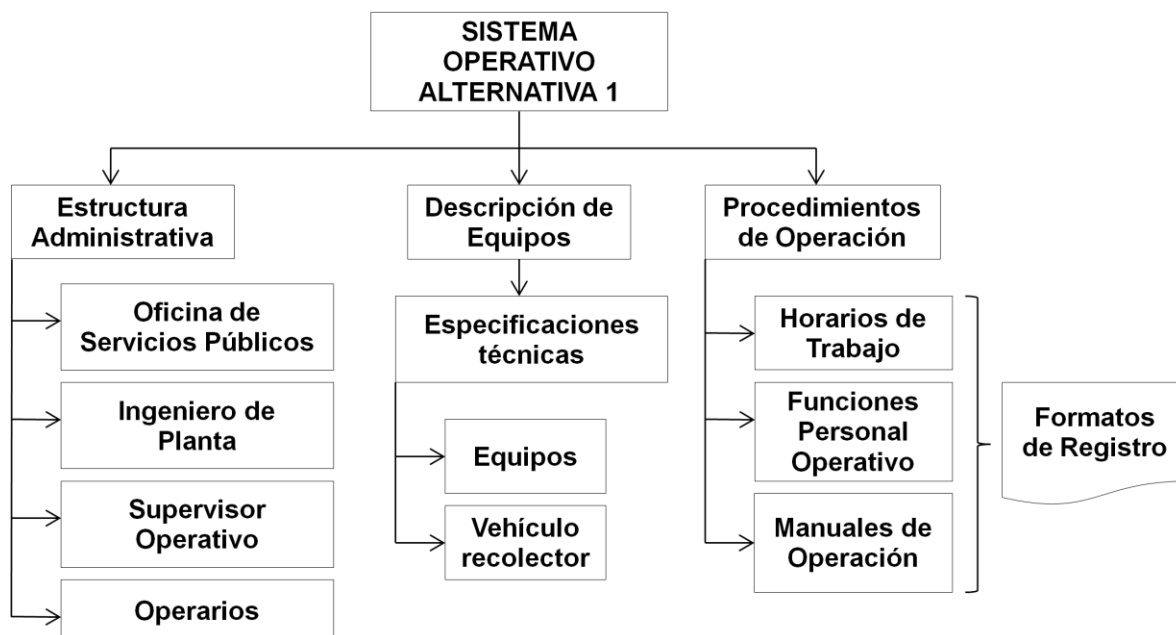 SISTEMA
OPERATIVO
ALTERNATIVA 1
Estructura
Administrativa
Oficina de
Servicios Públicos
Ingeniero de
Planta
Supervisor
Operativo
Operarios
Descripción de
Equipos
Especificaciones
técnicas
Equipos
Vehículo
recolector
Procedimientos
de Operación
Horarios de
Trabajo
Funciones
Personal
Operativo
Manuales de
Operación
Formatos
de Registro